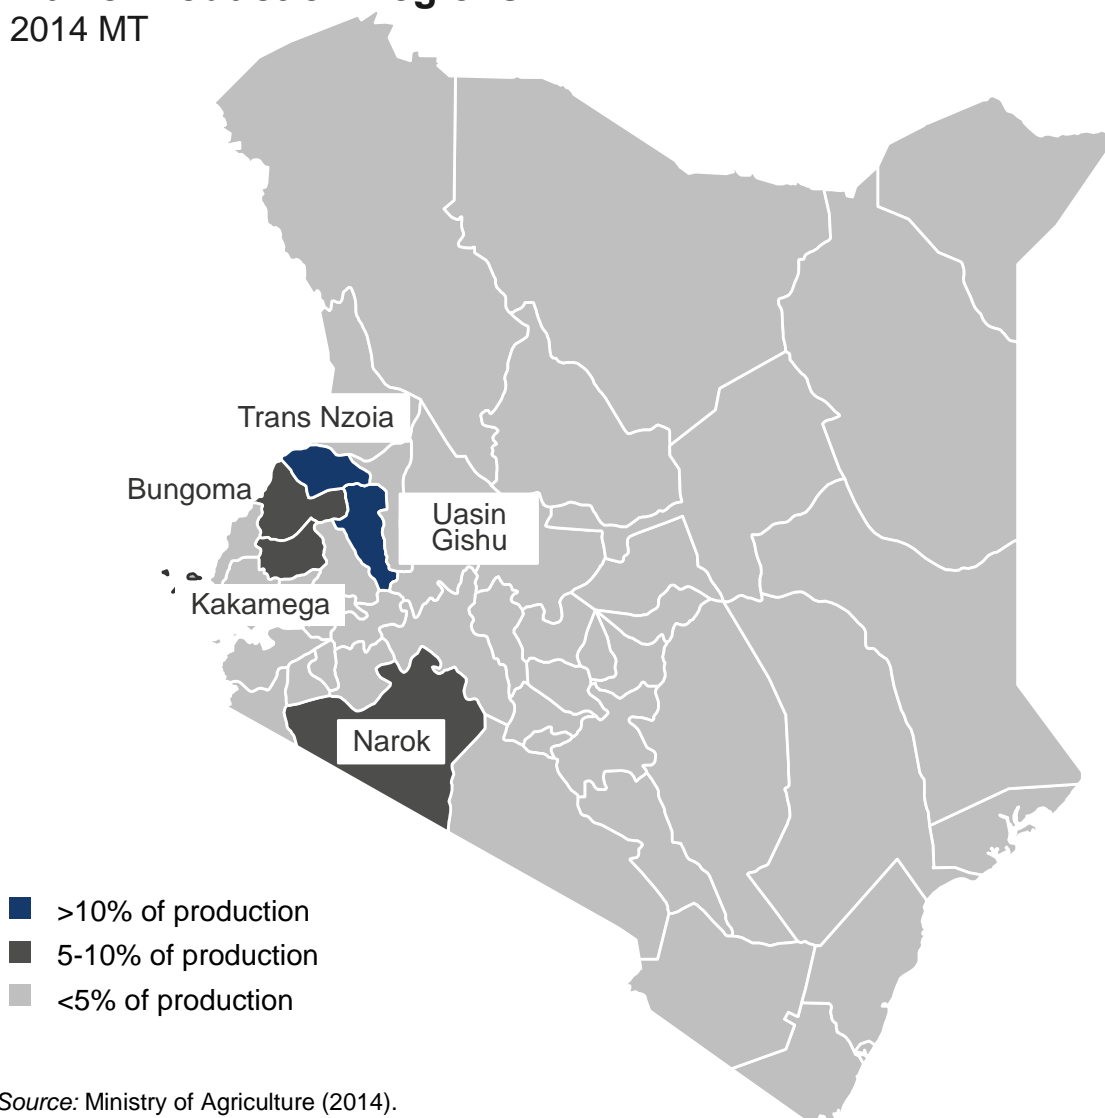 2014 MT
Trans Nzoia
Bungoma
Uasin
Gishu
Kakamega
Narok
>10% of production
5-10% of production
<5% of production
Source: Ministry of Agriculture (2014).